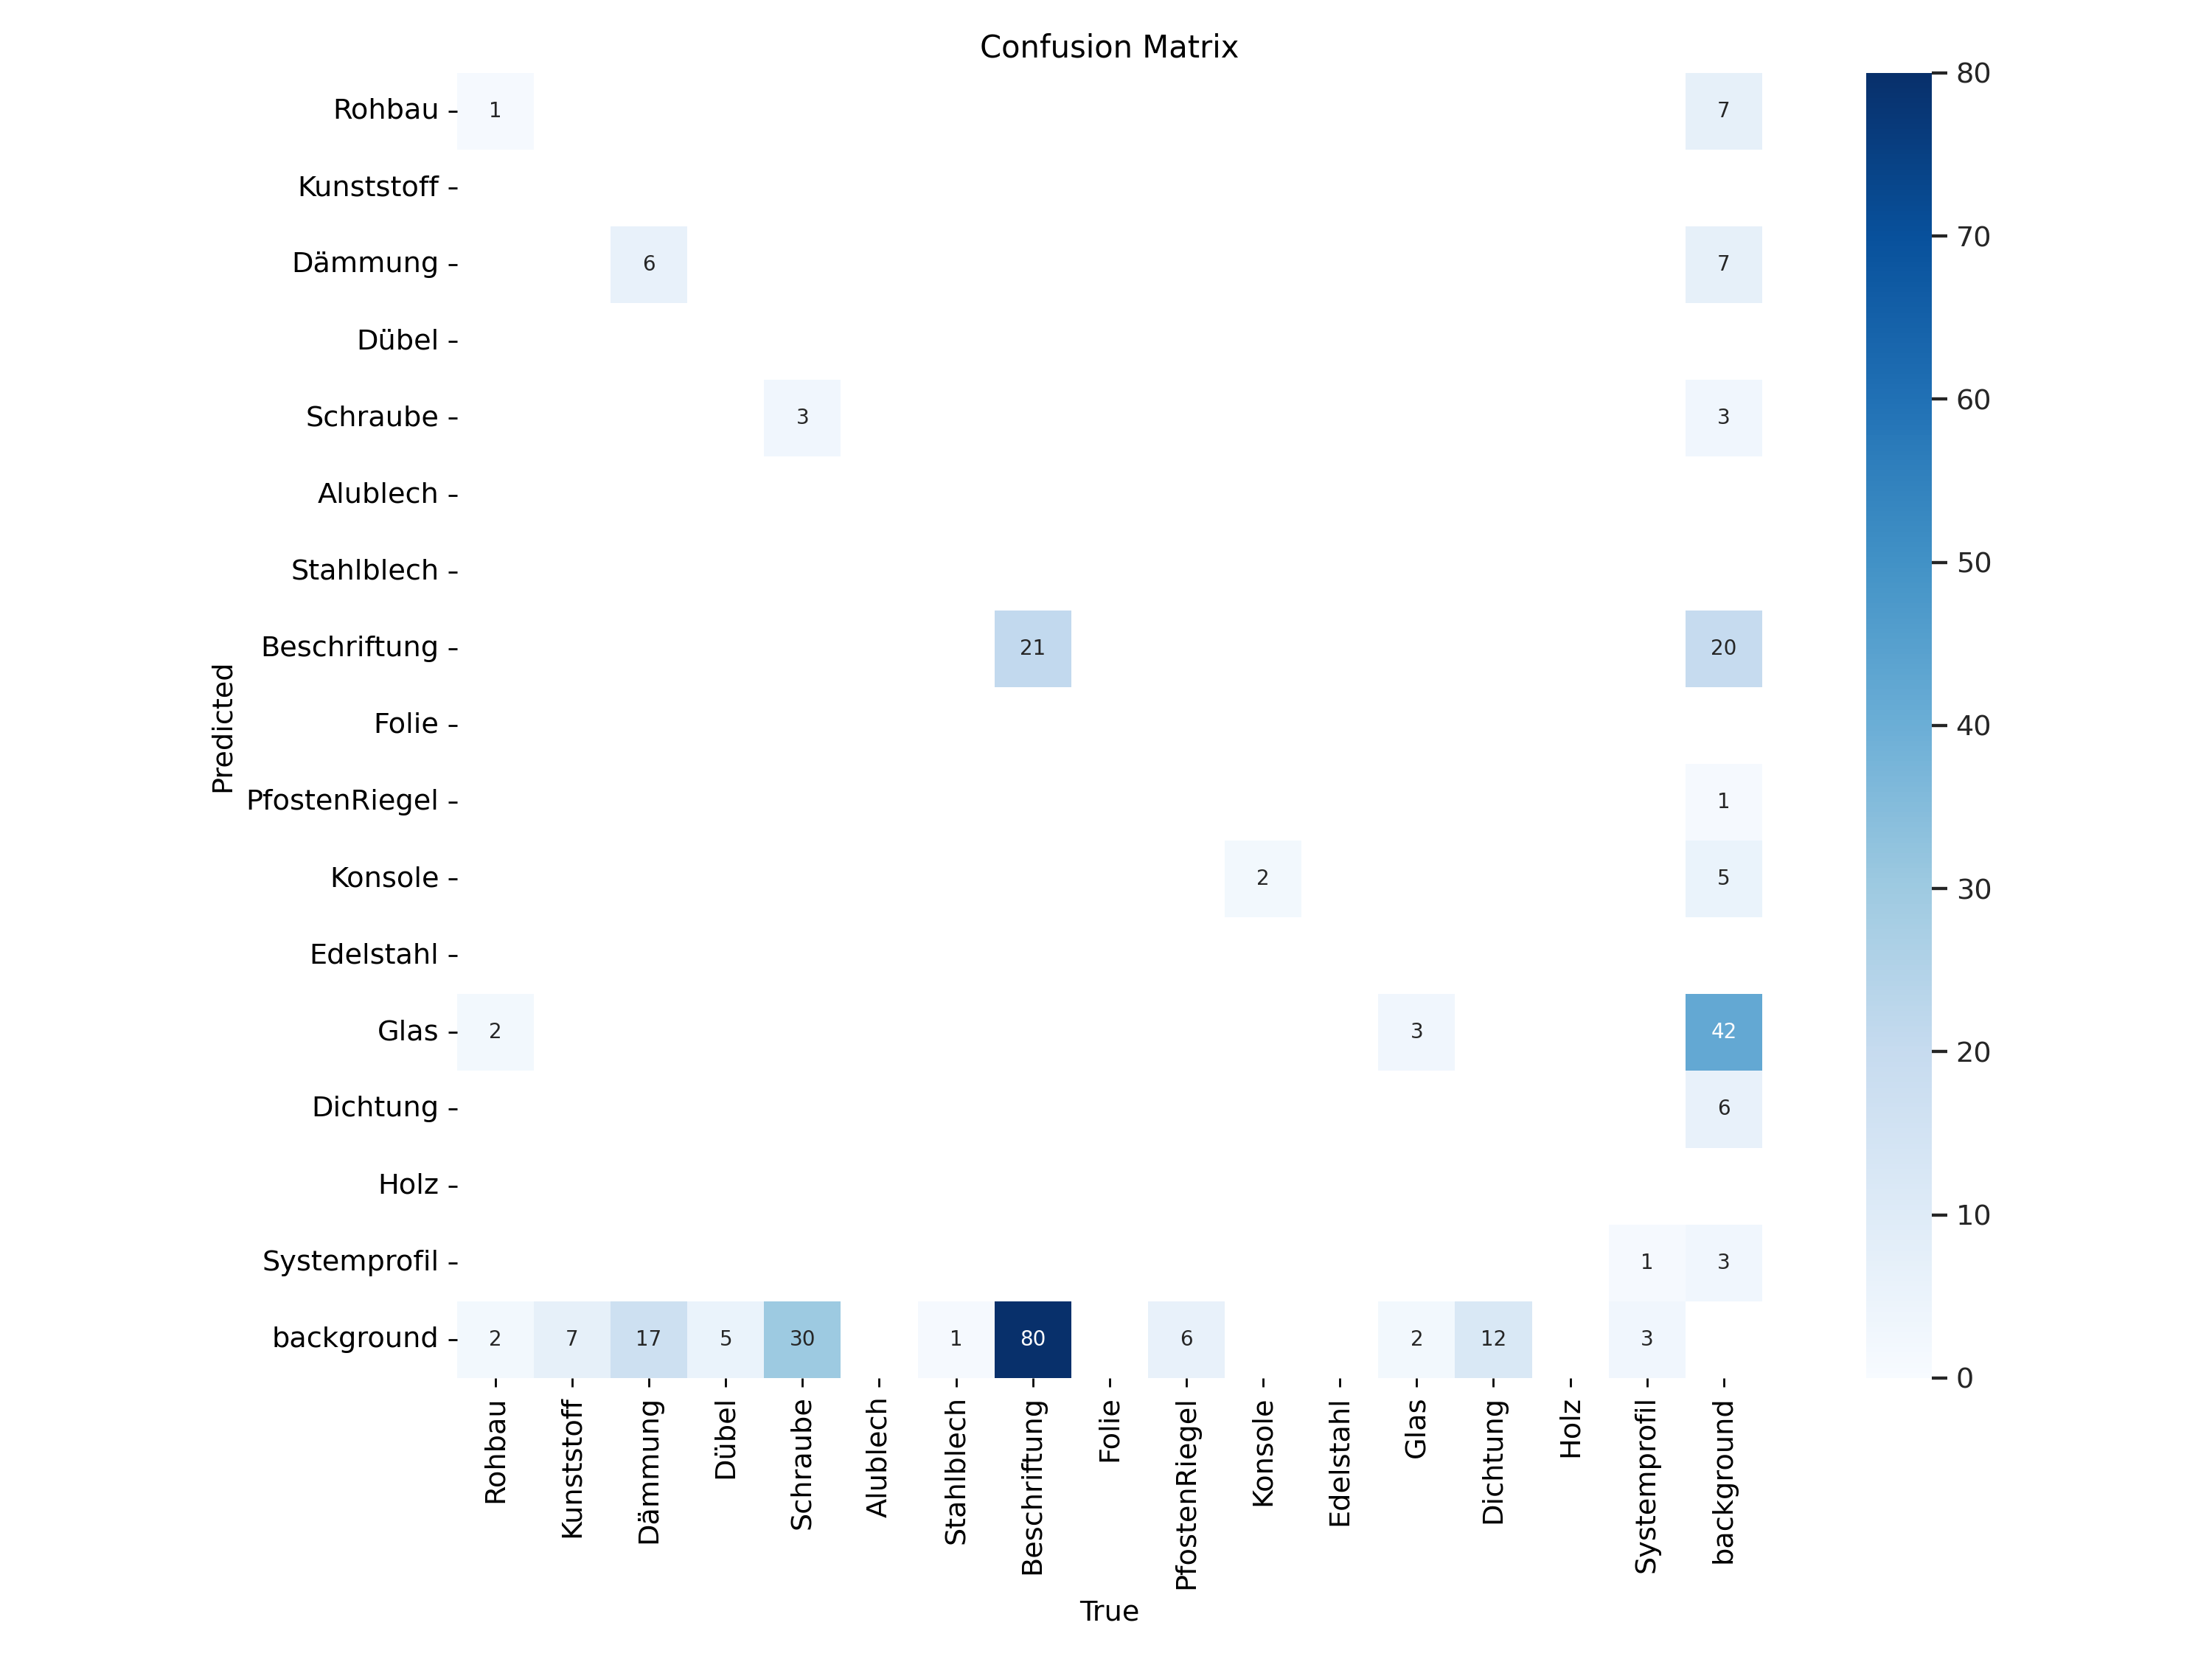 Confusion Matrix
Rohbau
Kunststoff
Dämmung
Dübel
Schraube
Alublech
Stahlblech
Beschriftung
Folie
PfostenRiegel
Konsole
Edelstahl
Glas
Dichtung
Holz
Systemprofil
background
Predicted
1 7
6 7
3 3
21 20
1
2 5
2 3 42
6
1 3
2 7 17 5 30 1 80 6 2 12 3
Rohbau
Kunststoff
Dämmung
Dübel
Schraube
Alublech
Stahlblech
Beschriftung
Folie
PfostenRiegel
Konsole
Edelstahl
Glas
Dichtung
Holz
Systemprofil
background
True
80
70
60
50
40
30
20
10
0